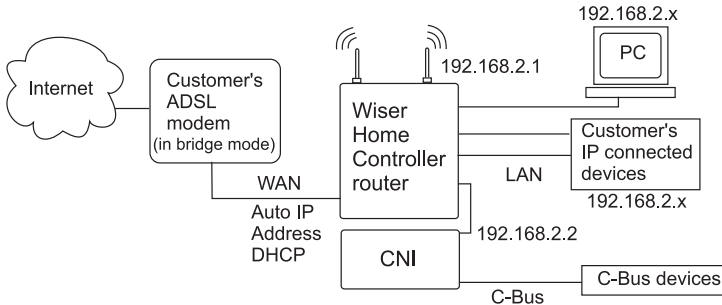 192.168.2.x
PC
192.168.2.1
Internet
Customer's
ADSL
modem
(in bridge mode)
Wiser
Home
Controller
router
Customer's
IP connected
devices
192.168.2.x
LAN
WAN
Auto IP
Address
DHCP
192.168.2.2
CNI
C-Bus
C-Bus devices